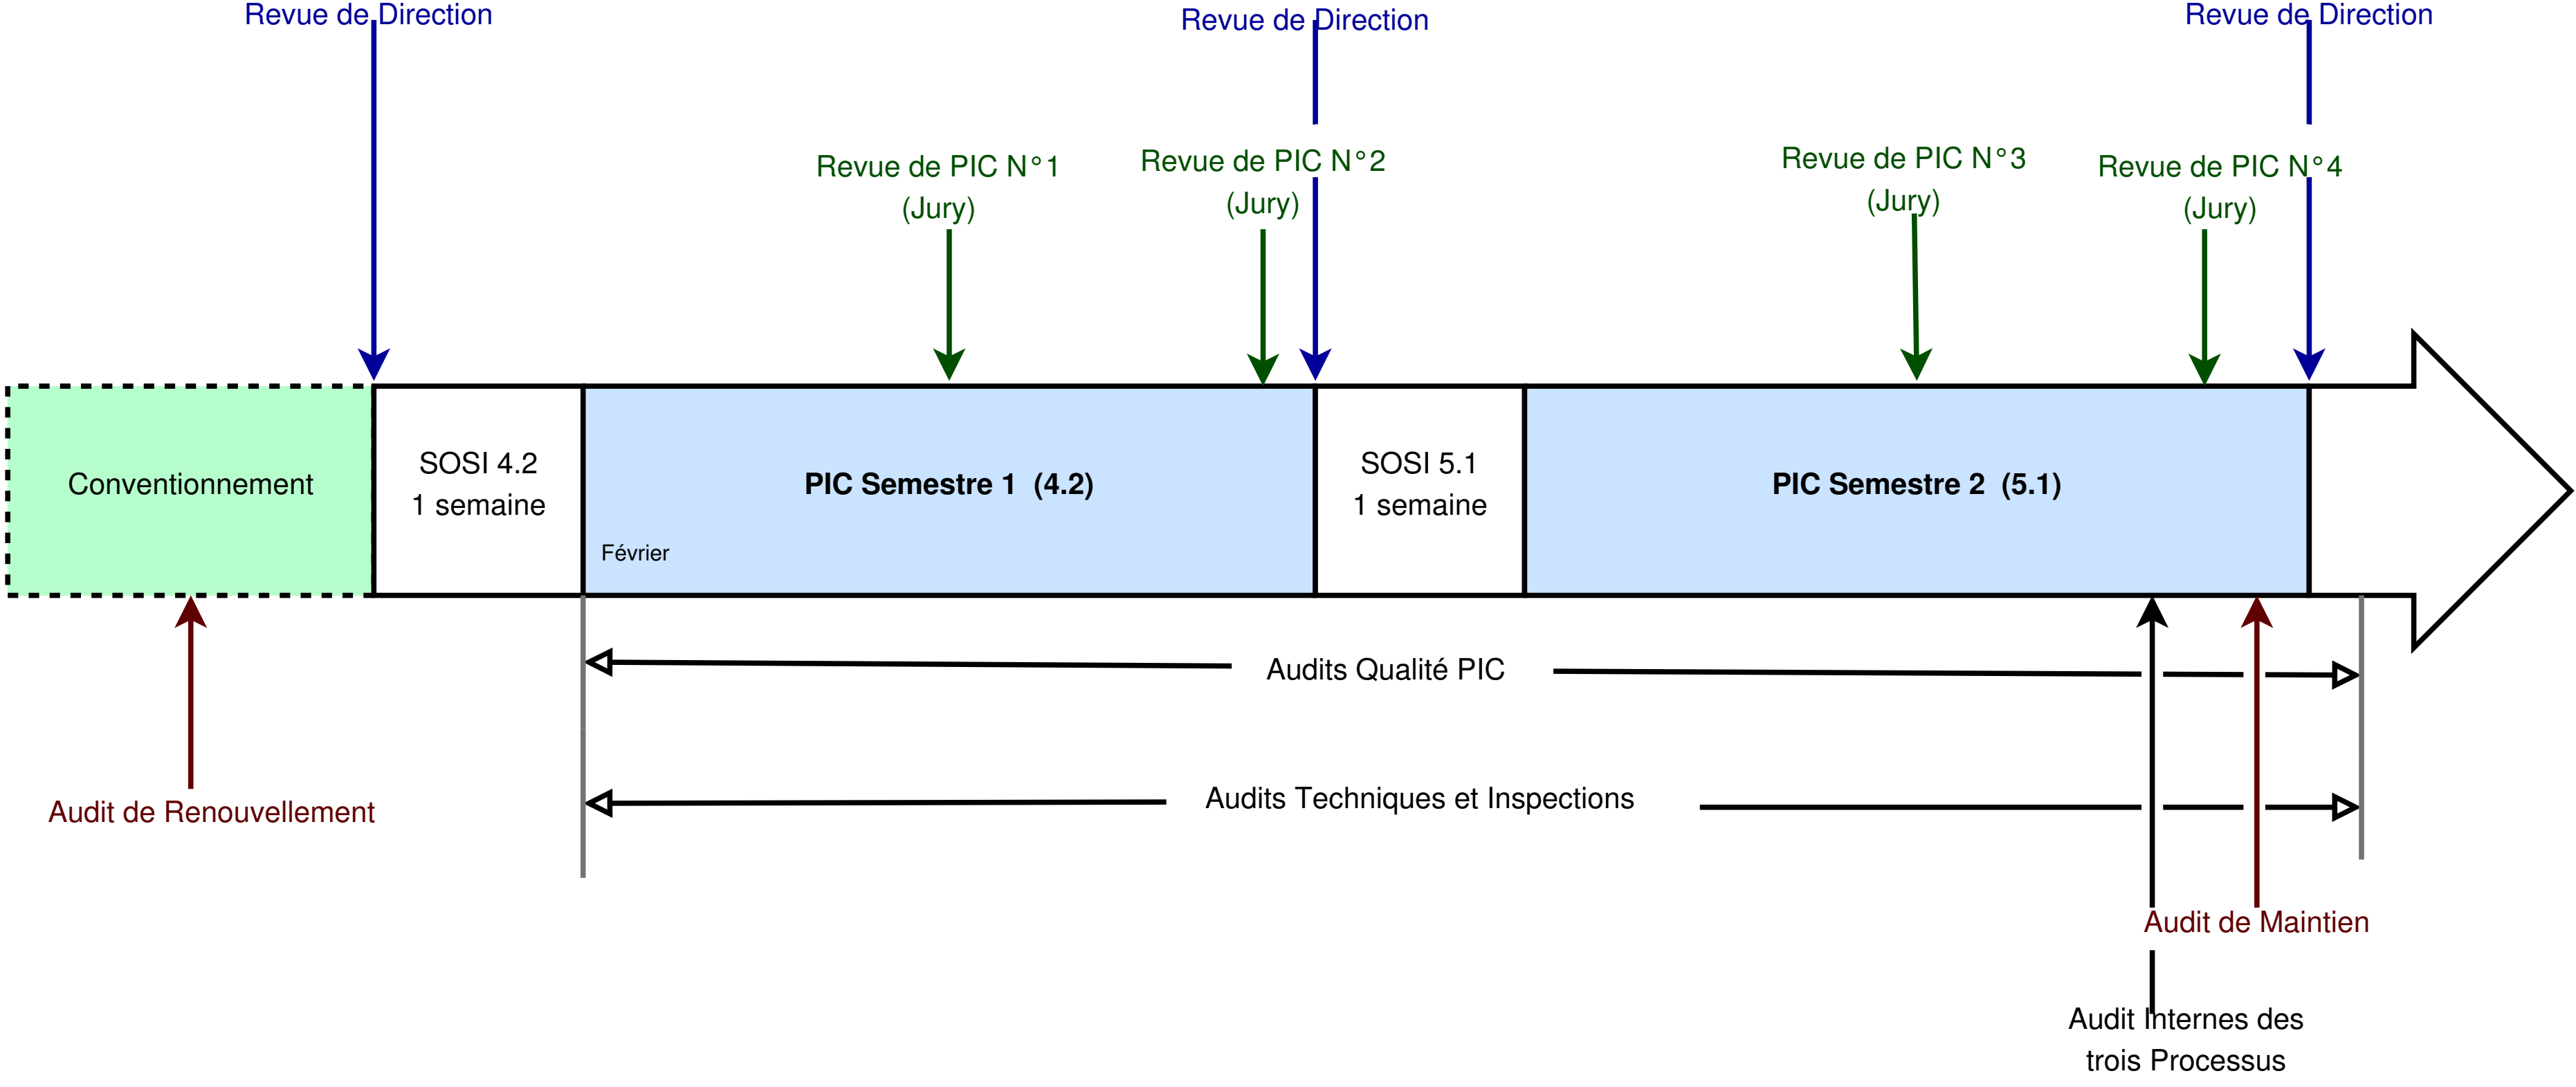 Revue de Direction
Revue de Direction
Revue de Direction
Revue de PIC N°1
(Jury)
Revue de PIC N°2
(Jury)
Revue de PIC N°3
(Jury)
Revue de PIC N°4
(Jury)
Conventionnement
SOSI 4.2
1 semaine
PIC Semestre 1 (4.2)
Février
SOSI 5.1
1 semaine
PIC Semestre 2 (5.1)
Audits Qualité PIC
Audits Techniques et Inspections
Audit de Renouvellement
Audit de Maintien
Audit Internes des
trois Processus